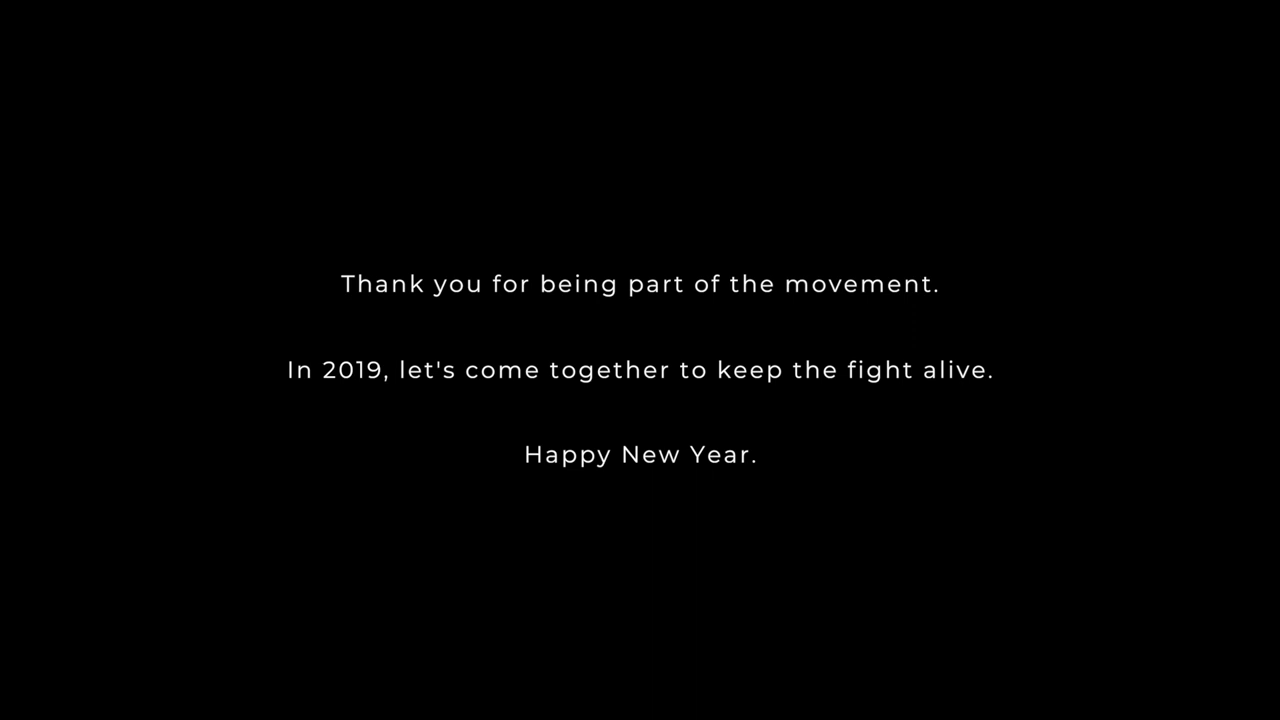 Thank you for being part of the movement.
In 2019, let's come together to keep the fight alive.
Happy New Year.